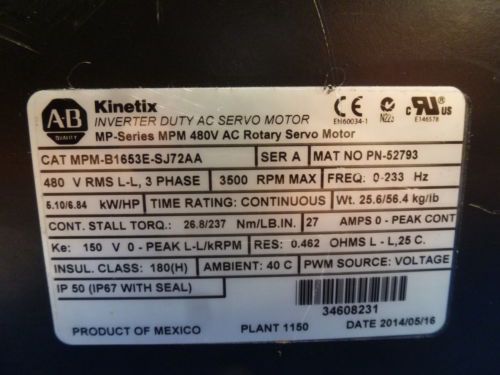 A-B
QUALITY
Kinetix
INVERTER DUTY AC SERVO MOTOR
MP-Series MPM 480V AC Rotary Servo Motor
CE
EN60034-1
N223
c RU US
E146578
CAT MPM-B1653E-SJ72AA SER A MAT NO PN-52793
480 V RMS L-L, 3 PHASE 3500 RPM MAX FREQ: 0-233 Hz
5.10/6.84 kW/HP TIME RATING: CONTINUOUS Wt. 25.6/56.4 kg/lb
CONT. STALL TORQ.: 26.8/237 Nm/LB.IN. 27 AMPS 0 - PEAK CONT
Ke: 150 V 0 - PEAK L-L/kRPM RES: 0.462 OHMS L - L,25 C.
INSUL. CLASS: 180(H) AMBIENT: 40 C PWM SOURCE: VOLTAGE
IP 50 (IP67 WITH SEAL)
34608231
PRODUCT OF MEXICO PLANT 1150 DATE 2014/05/16